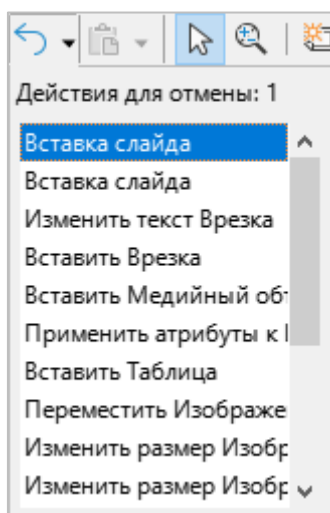 Действия для отмены: 1
Вставка слайда
Вставка слайда
Изменить текст Врезка
Вставить Врезка
Вставить Медийный об
Применить атрибуты к
Вставить Таблица
Переместить Изображе
Изменить размер Изобр
Изменить размер Изобр